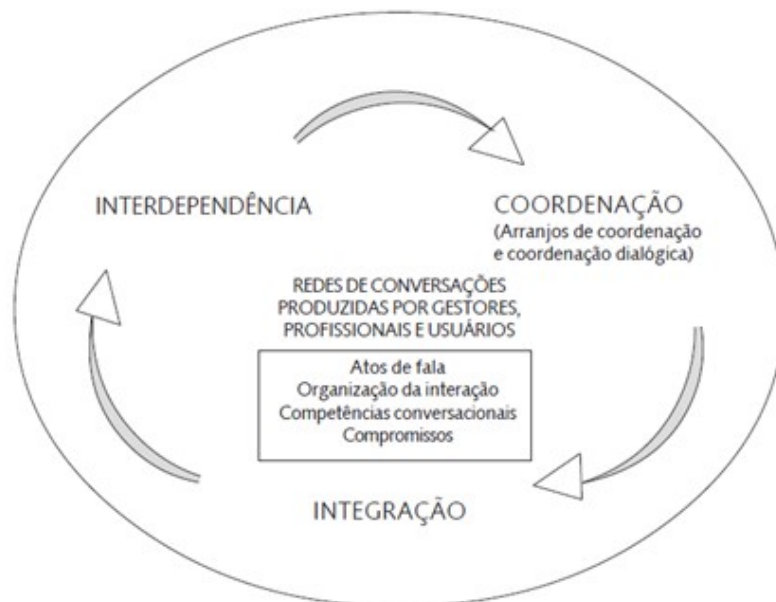 INTERDEPENDÊNCIA
COORDENAÇÃO
(Arranjos de coordenação
e coordenação dialógica)
REDES DE CONVERSAÇÕES
PRODUZIDAS POR GESTORES,
PROFISSIONAIS E USUÁRIOS
Atos de fala
Organização da interação
Competências conversacionais
Compromissos
INTEGRAÇÃO